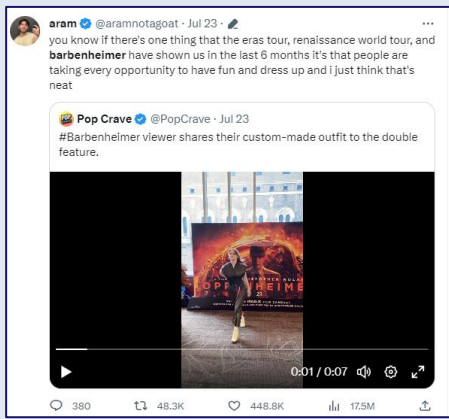 aram @aramnotagoat · Jul 23 ·
you know if there's one thing that the eras tour, renaissance world tour, and
barbenheimer have shown us in the last 6 months it's that people are
taking every opportunity to have fun and dress up and i just think that's
neat
Pop Crave @PopCrave · Jul 23
#Barbenheimer viewer shares their custom-made outfit to the double
feature.
OPPENHEIME
0:01 / 0:07
380 48.3K 448.8K 17.5M